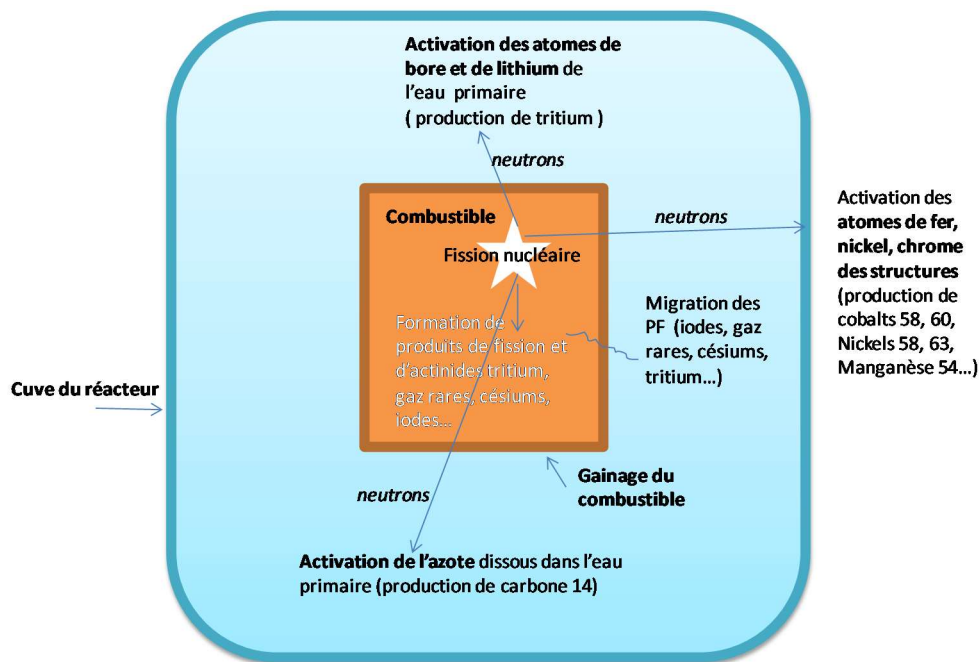 Activation des atomes de
bore et de lithium de
l'eau primaire
( production de tritium )
neutrons
Combustible
neutrons
Fission nucléaire
Activation des
atomes de fer,
nickel, chrome
des structures
(production de
cobalts 58, 60,
Nickels 58, 63,
Manganèse 54...)
Formation de
produits de fission et
d'actinides tritium,
gaz rares, césiums,
iodes...
Migration des
PF (iodes, gaz
rares, césiums,
tritium...)
Cuve du réacteur
Gainage du
combustible
neutrons
Activation de l'azote dissous dans l'eau
primaire (production de carbone 14)